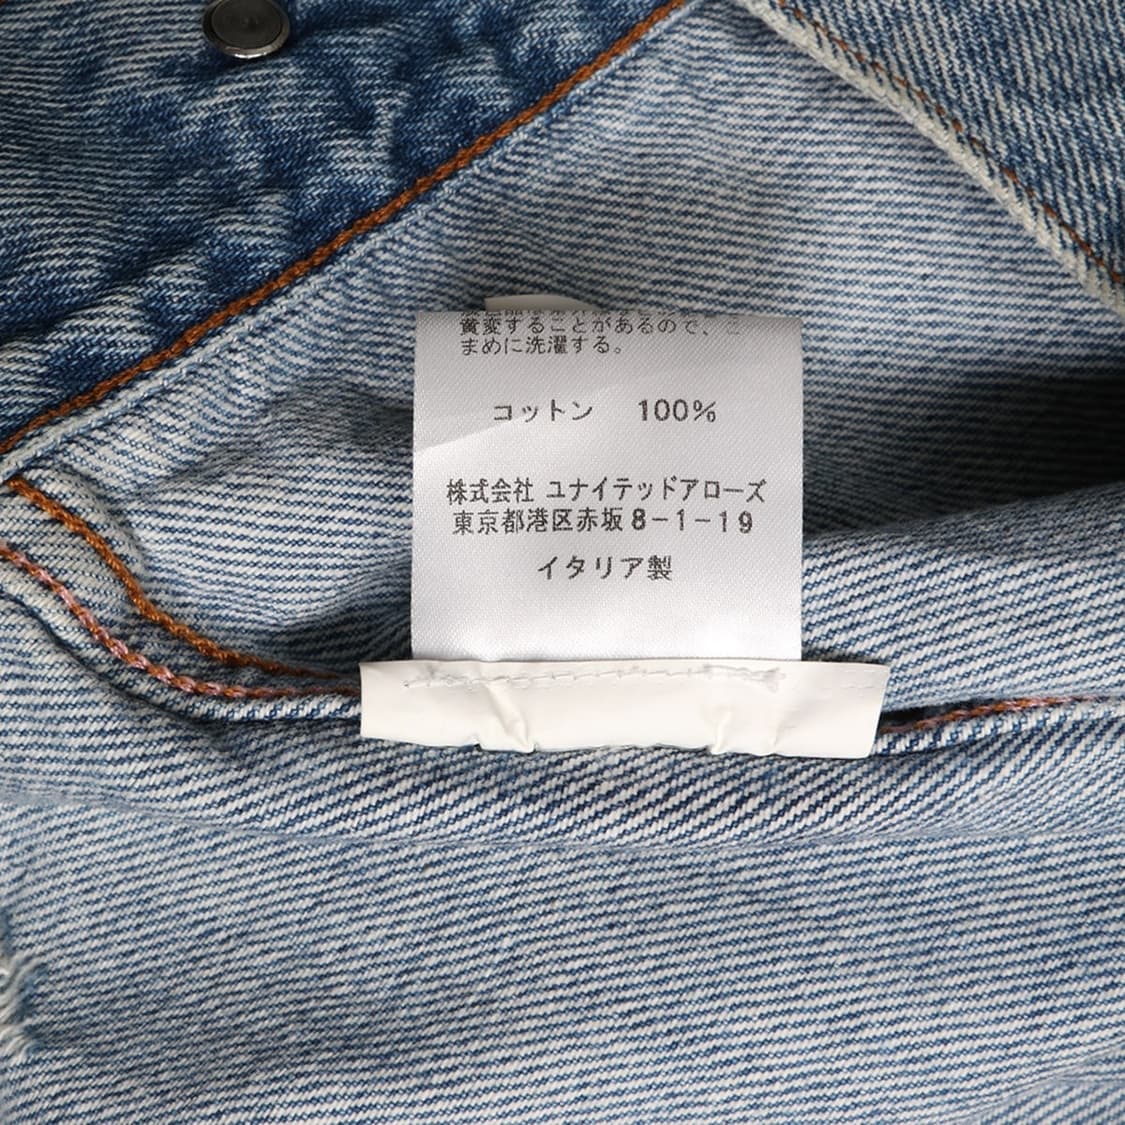 黄変することがあるので、こ
まめに洗濯する。
コットン 100%
株式会社 ユナイテッドアローズ
東京都港区赤坂8-1-19
イタリア製